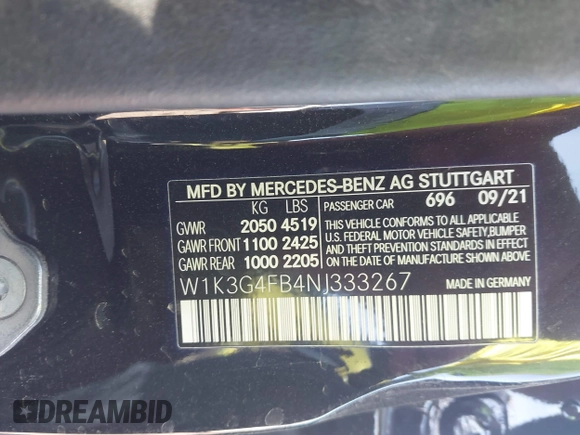 MFD BY MERCEDES-BENZ AG STUTTGART
KG LBS
PASSENGER CAR 696 09/21
GVWR 2050 4519
GAWR FRONT 1100 2425
GAWR REAR 1000 2205
THIS VEHICLE CONFORMS TO ALL APPLICABLE
U.S. FEDERAL MOTOR VEHICLE SAFETY,BUMPER
AND THEFT PREVENTION STANDARDS IN EFFECT
ON THE DATE OF MANUFACTURE SHOWN ABOVE.
W1K3G4FB4NJ333267
MADE IN GERMANY
DREAMBID